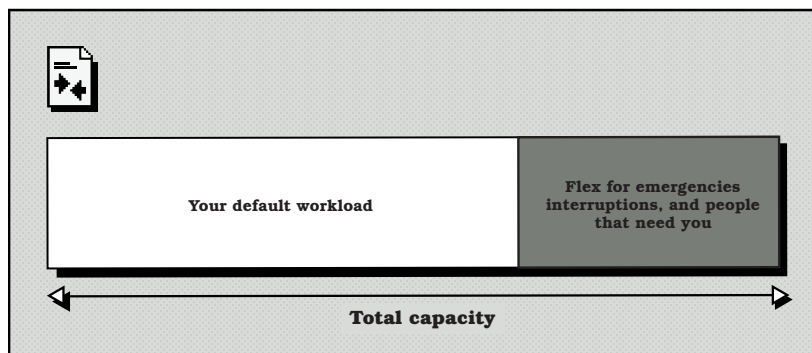 Your default workload
Flex for emergencies
interruptions, and people
that need you
Total capacity